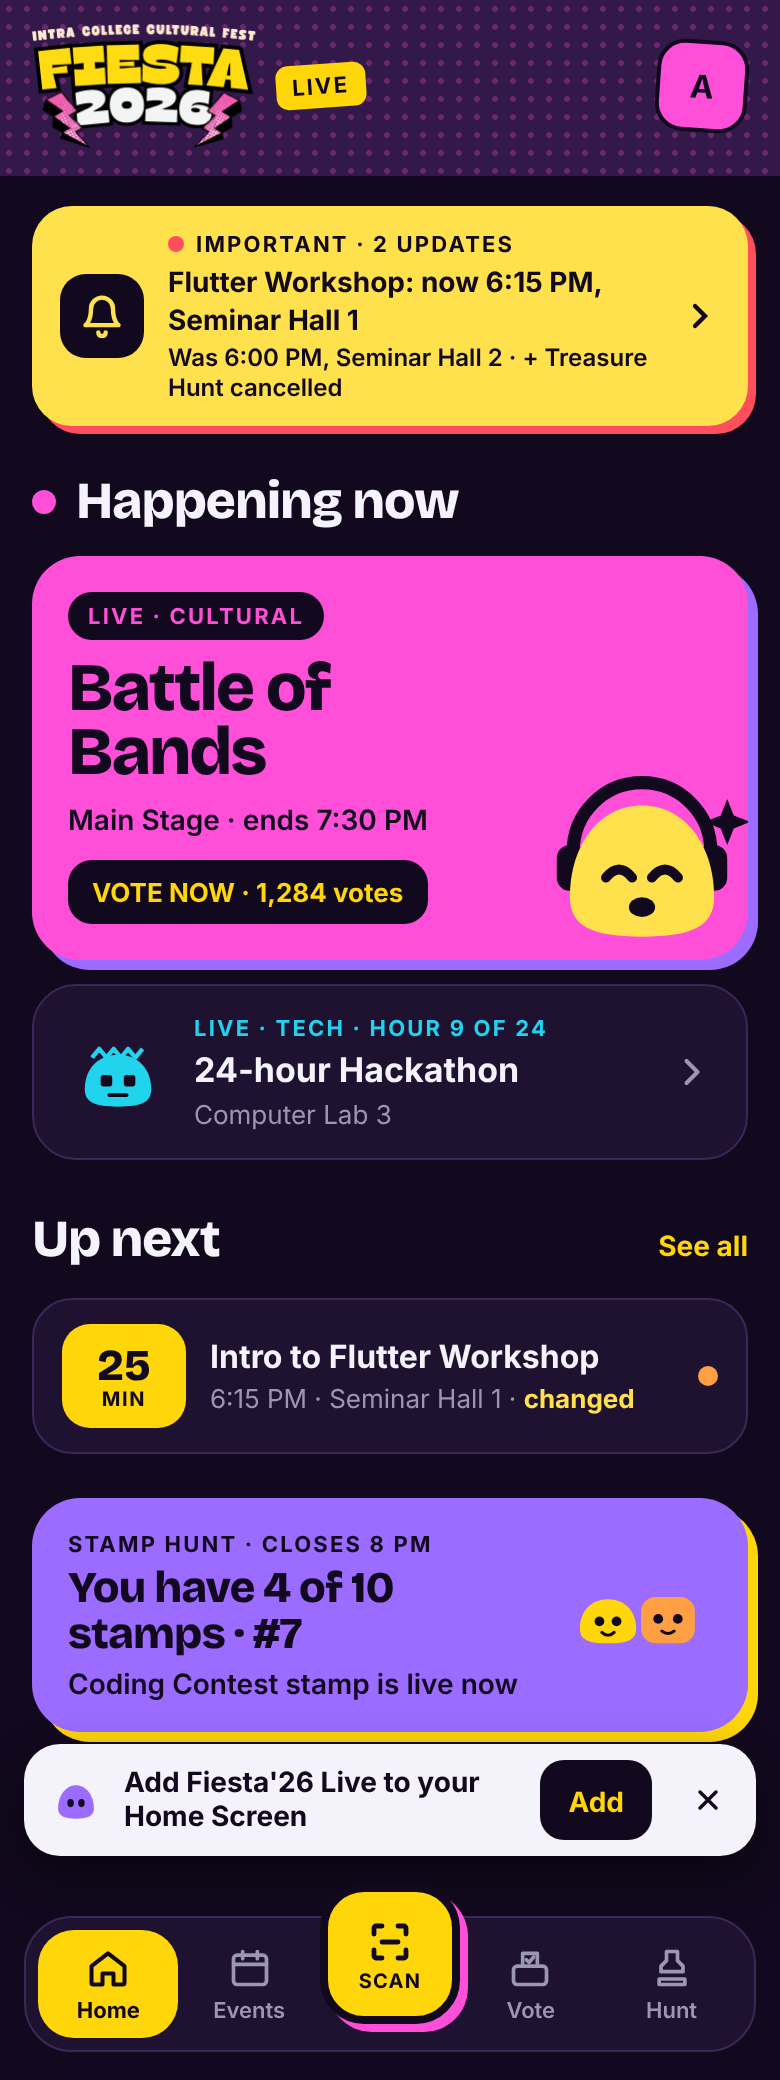 INTRA COLLEGE CULTURAL FEST
FIESTA
2026
LIVE
A
IMPORTANT · 2 UPDATES
Flutter Workshop: now 6:15 PM,
Seminar Hall 1
Was 6:00 PM, Seminar Hall 2 · + Treasure
Hunt cancelled
Happening now
LIVE · CULTURAL
Battle of
Bands
Main Stage · ends 7:30 PM
VOTE NOW · 1,284 votes
LIVE · TECH · HOUR 9 OF 24
24-hour Hackathon
Computer Lab 3
Up next
See all
25
MIN
Intro to Flutter Workshop
6:15 PM · Seminar Hall 1 · changed
STAMP HUNT · CLOSES 8 PM
You have 4 of 10
stamps · #7
Coding Contest stamp is live now
Add Fiesta'26 Live to your
Home Screen
Add
Home
Events
SCAN
Vote
Hunt